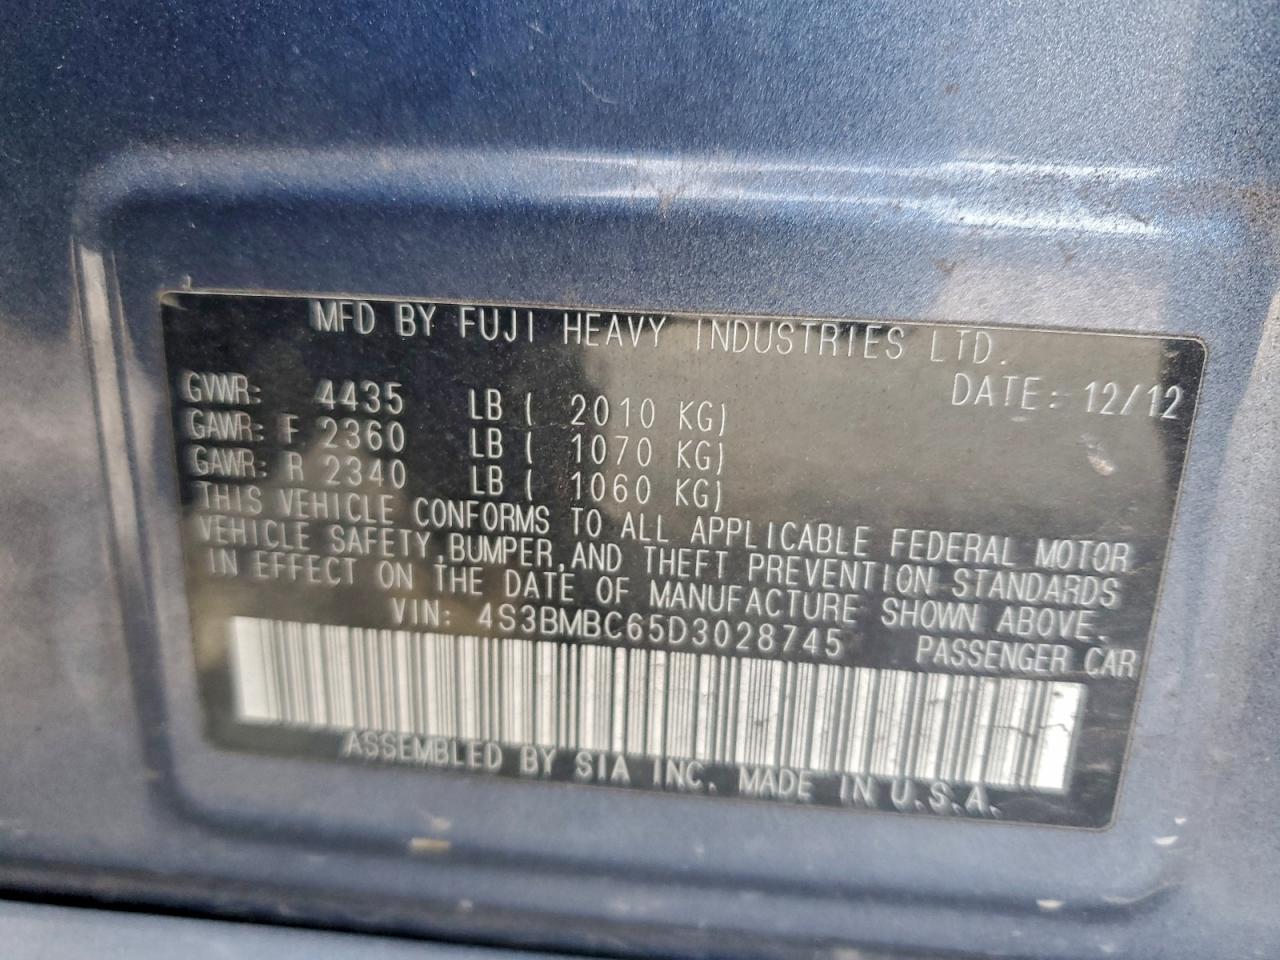 MFD BY FUJI HEAVY INDUSTRIES LTD.
DATE: 12/12
GVWR: 4435 LB ( 2010 KG)
GAWR: F 2360 LB ( 1070 KG)
GAWR: R 2340 LB ( 1060 KG)
THIS VEHICLE CONFORMS TO ALL APPLICABLE FEDERAL MOTOR
VEHICLE SAFETY,BUMPER,AND THEFT PREVENTION STANDARDS
IN EFFECT ON THE DATE OF MANUFACTURE SHOWN ABOVE.
VIN: 4S3BMBC65D3028745 PASSENGER CAR
ASSEMBLED BY SIA INC. MADE IN U.S.A.